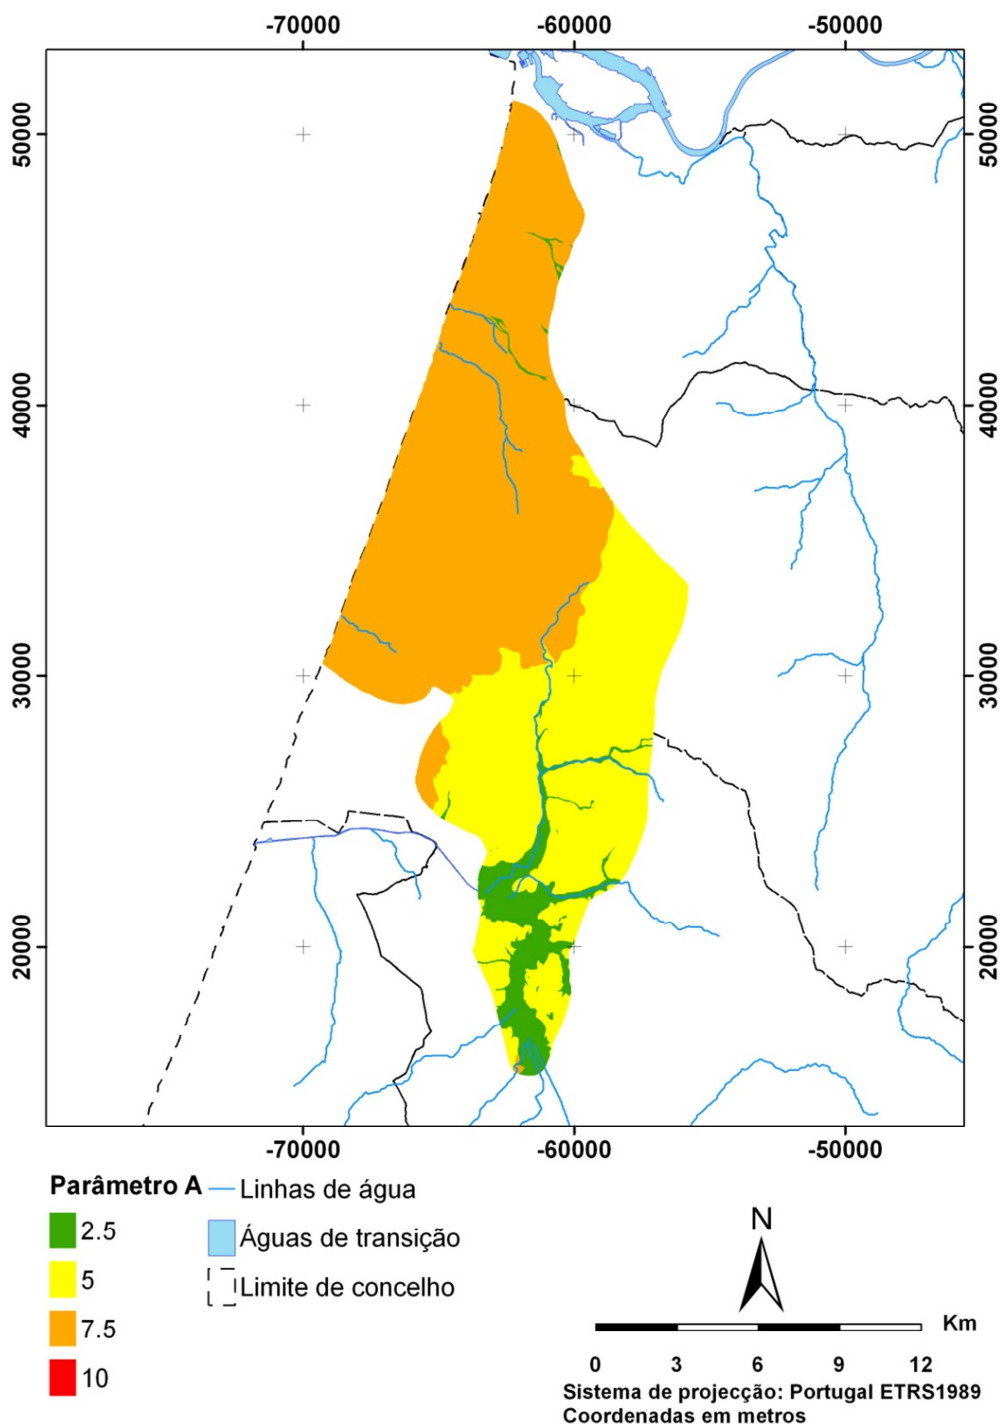 -70000 -60000 -50000
50000 50000
40000 40000
30000 30000
20000 20000
-70000 -60000 -50000
Parâmetro A
2.5
5
7.5
10
Linhas de água
Águas de transição
Limite de concelho
N
Km
0 3 6 9 12
Sistema de projecção: Portugal ETRS1989
Coordenadas em metros